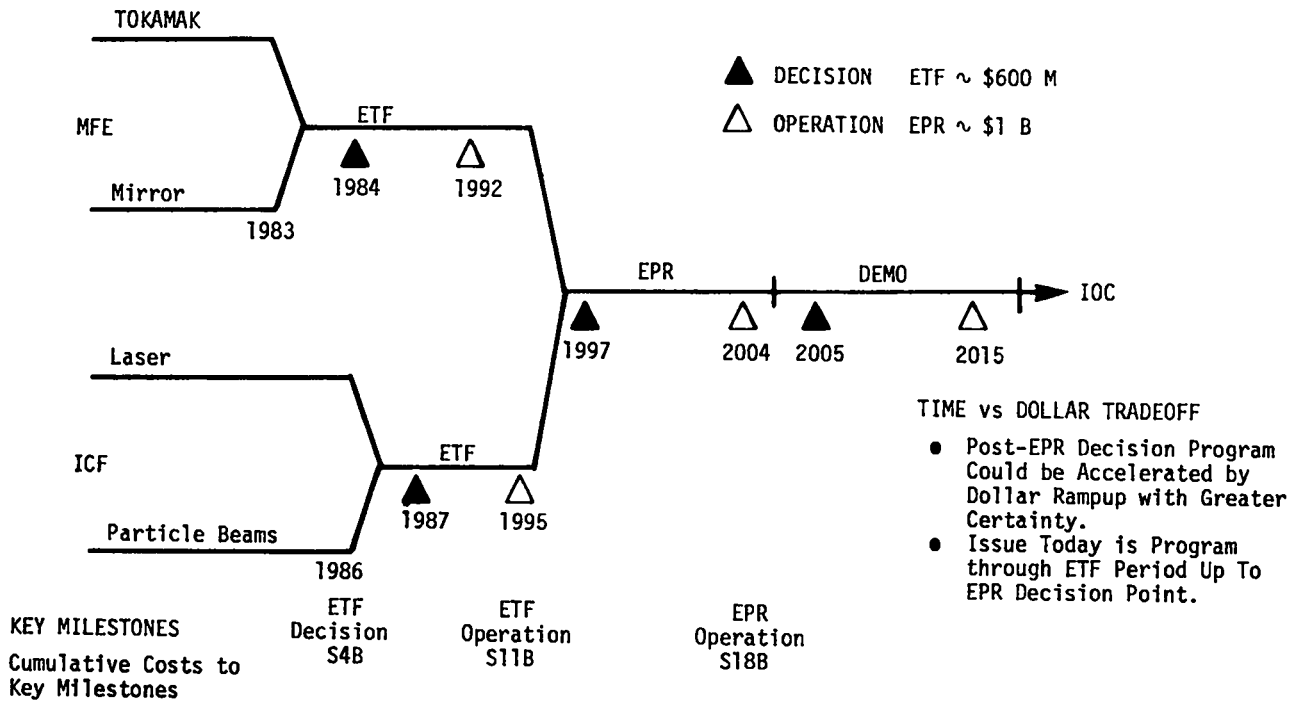 TOKAMAK
MFE
Mirror
1983
ETF
1984
1992
▲ DECISION ETF ~ $600 M
△ OPERATION EPR ~ $1 B
Laser
ICF
Particle Beams
1986
ETF
1987
1995
EPR
DEMO
IOC
1997
2004
2005
2015
TIME vs DOLLAR TRADEOFF
● Post-EPR Decision Program
Could be Accelerated by
Dollar Rampup with Greater
Certainty.
● Issue Today is Program
through ETF Period Up To
EPR Decision Point.
KEY MILESTONES
Cumulative Costs to
Key Milestones
ETF
Decision
S4B
ETF
Operation
S11B
EPR
Operation
S18B